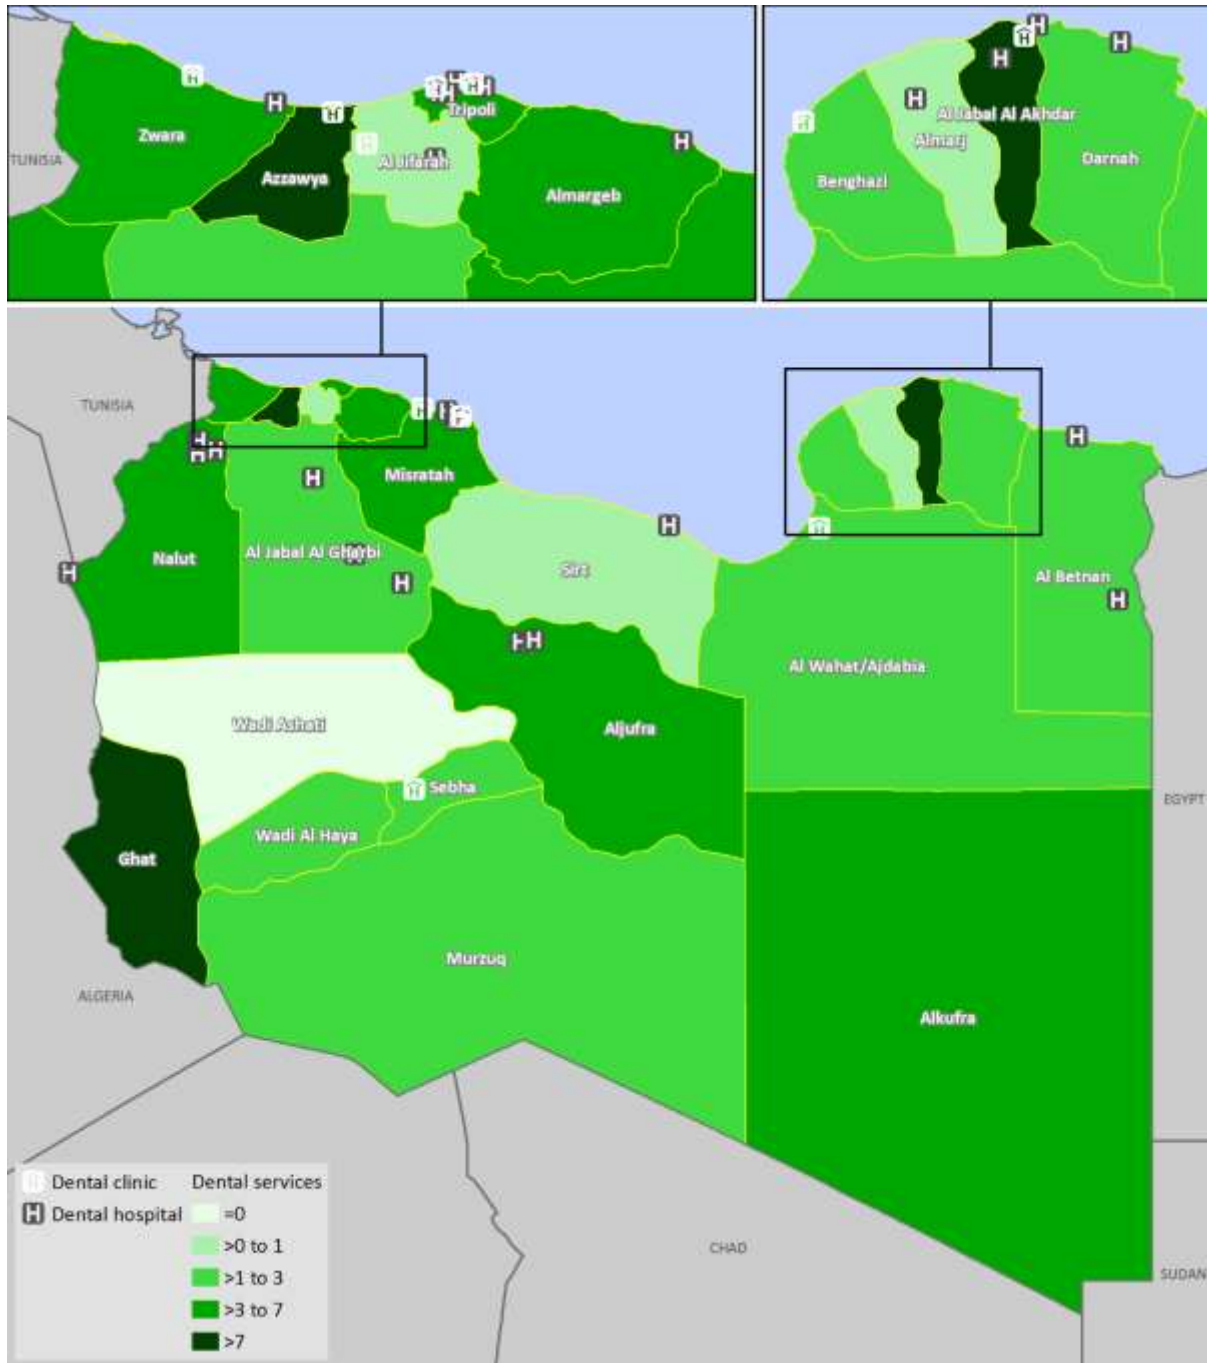 Zwara
TUNISIA
Azzawya
Al Jifarah
Tripoli
Almargeb
Al Jabal Al Akhdar
Almarj
Darnah
Benghazi
TUNISIA
Misratah
Nalut
Al Jabal Al Gharbi
Sirt
Al Betnan
Al Wahat/Ajdabia
Wadi Ashati
Aljufra
Sebha
EGYPT
Wadi Al Haya
Ghat
Murzuq
ALGERIA
Alkufra
CHAD
SUDAN
H Dental clinic
H Dental hospital
Dental services
=0
>0 to 1
>1 to 3
>3 to 7
>7